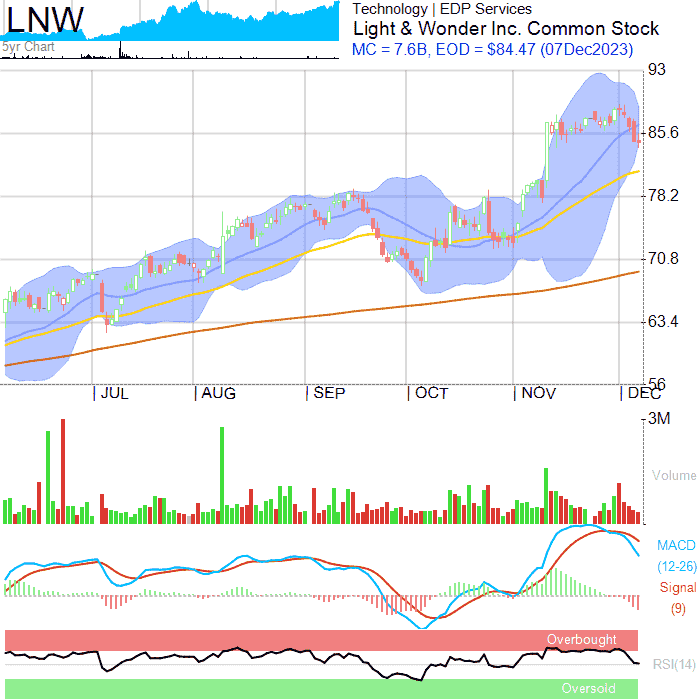 LNW
5yr Chart
Technology | EDP Services
Light & Wonder Inc. Common Stock
MC = 7.6B, EOD = $84.47 (07Dec2023)
93
85.6
78.2
70.8
63.4
56
JUL AUG SEP OCT NOV DEC
3M
Volume
MACD
(12-26)
Signal
(9)
Overbought
RSI(14)
Oversold